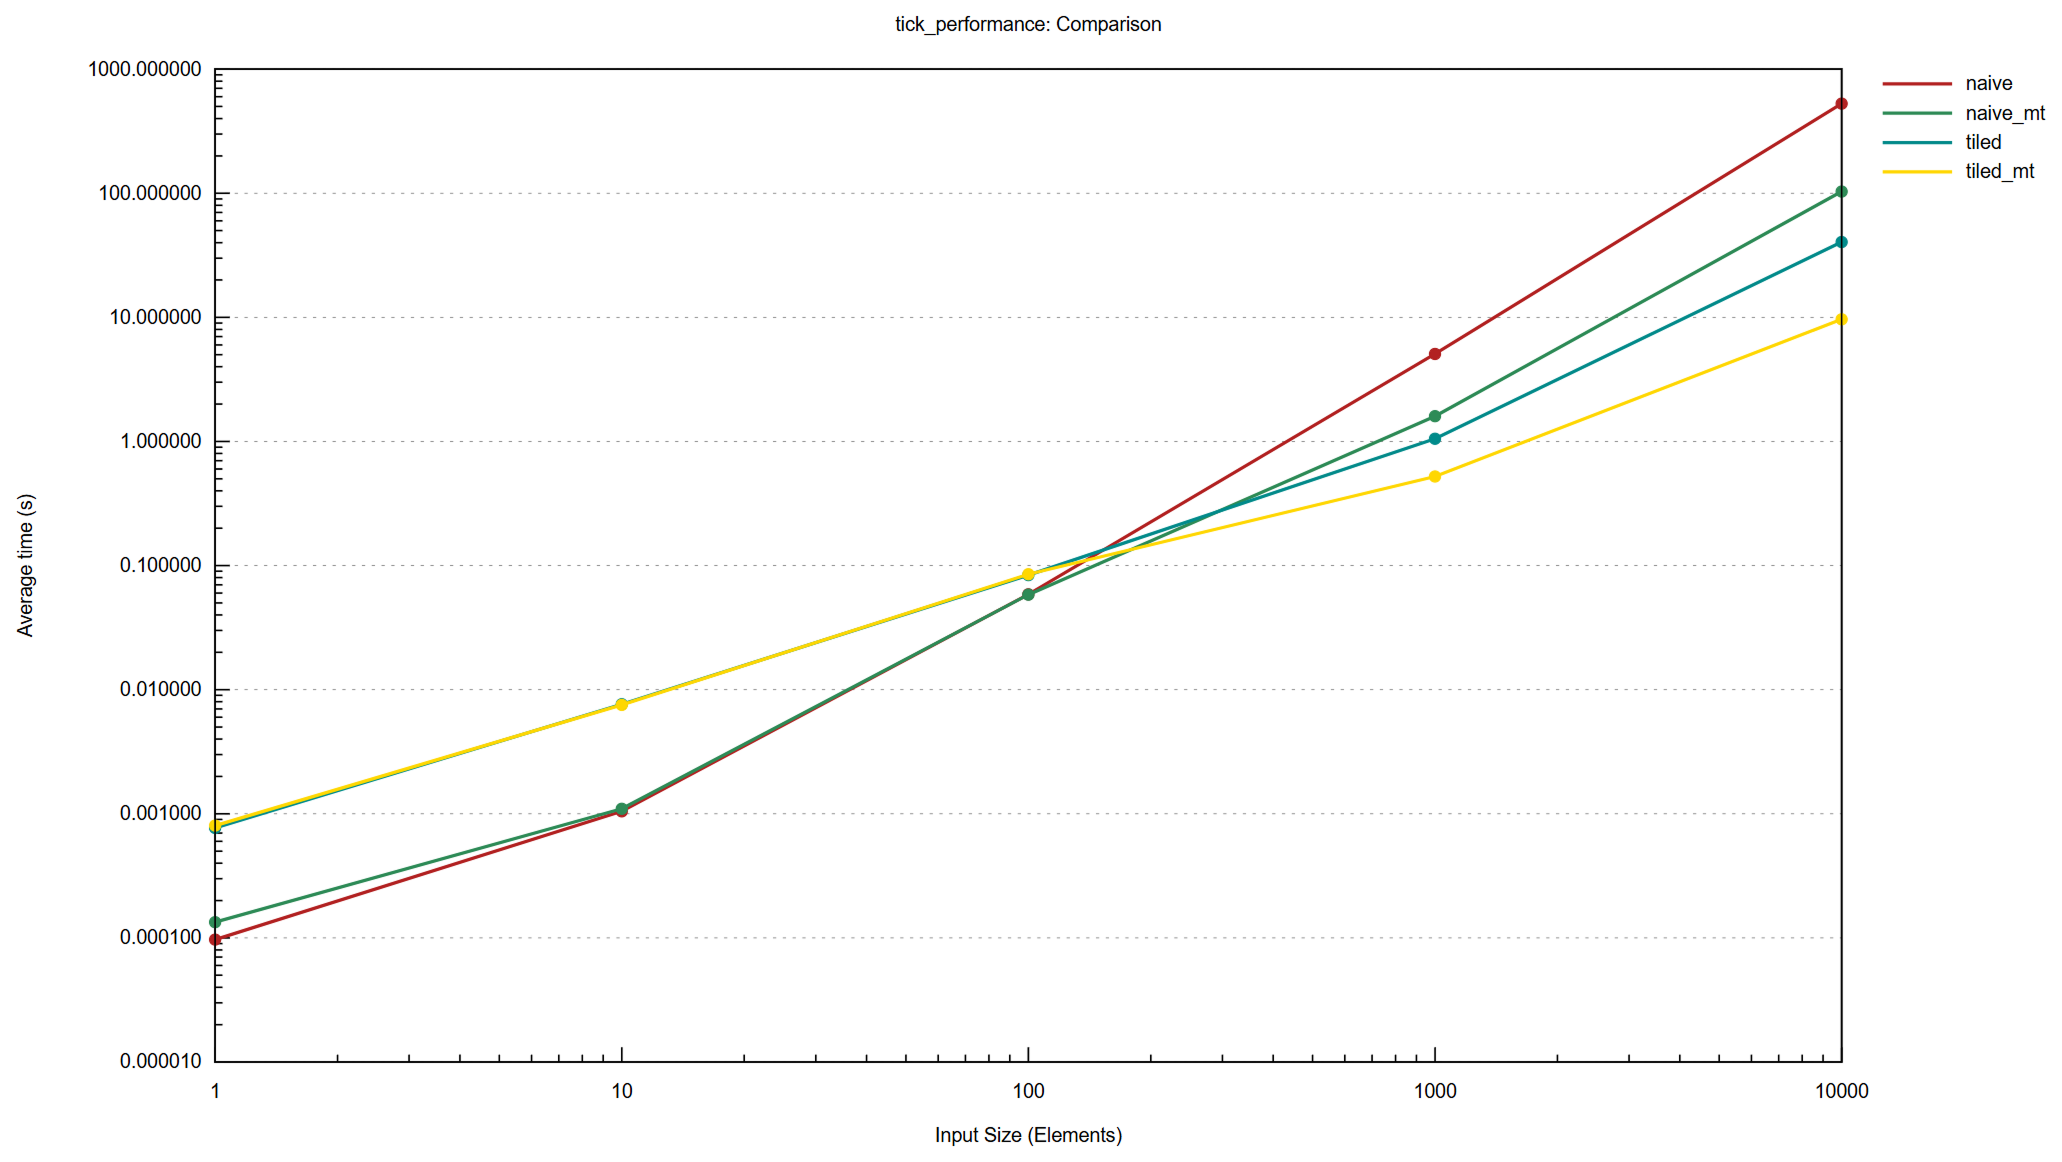 tick_performance: Comparison
1000.000000
100.000000
10.000000
1.000000
0.100000
0.010000
0.001000
0.000100
0.000010
Average time (s)
1 10 100 1000 10000
Input Size (Elements)
naive
naive_mt
tiled
tiled_mt